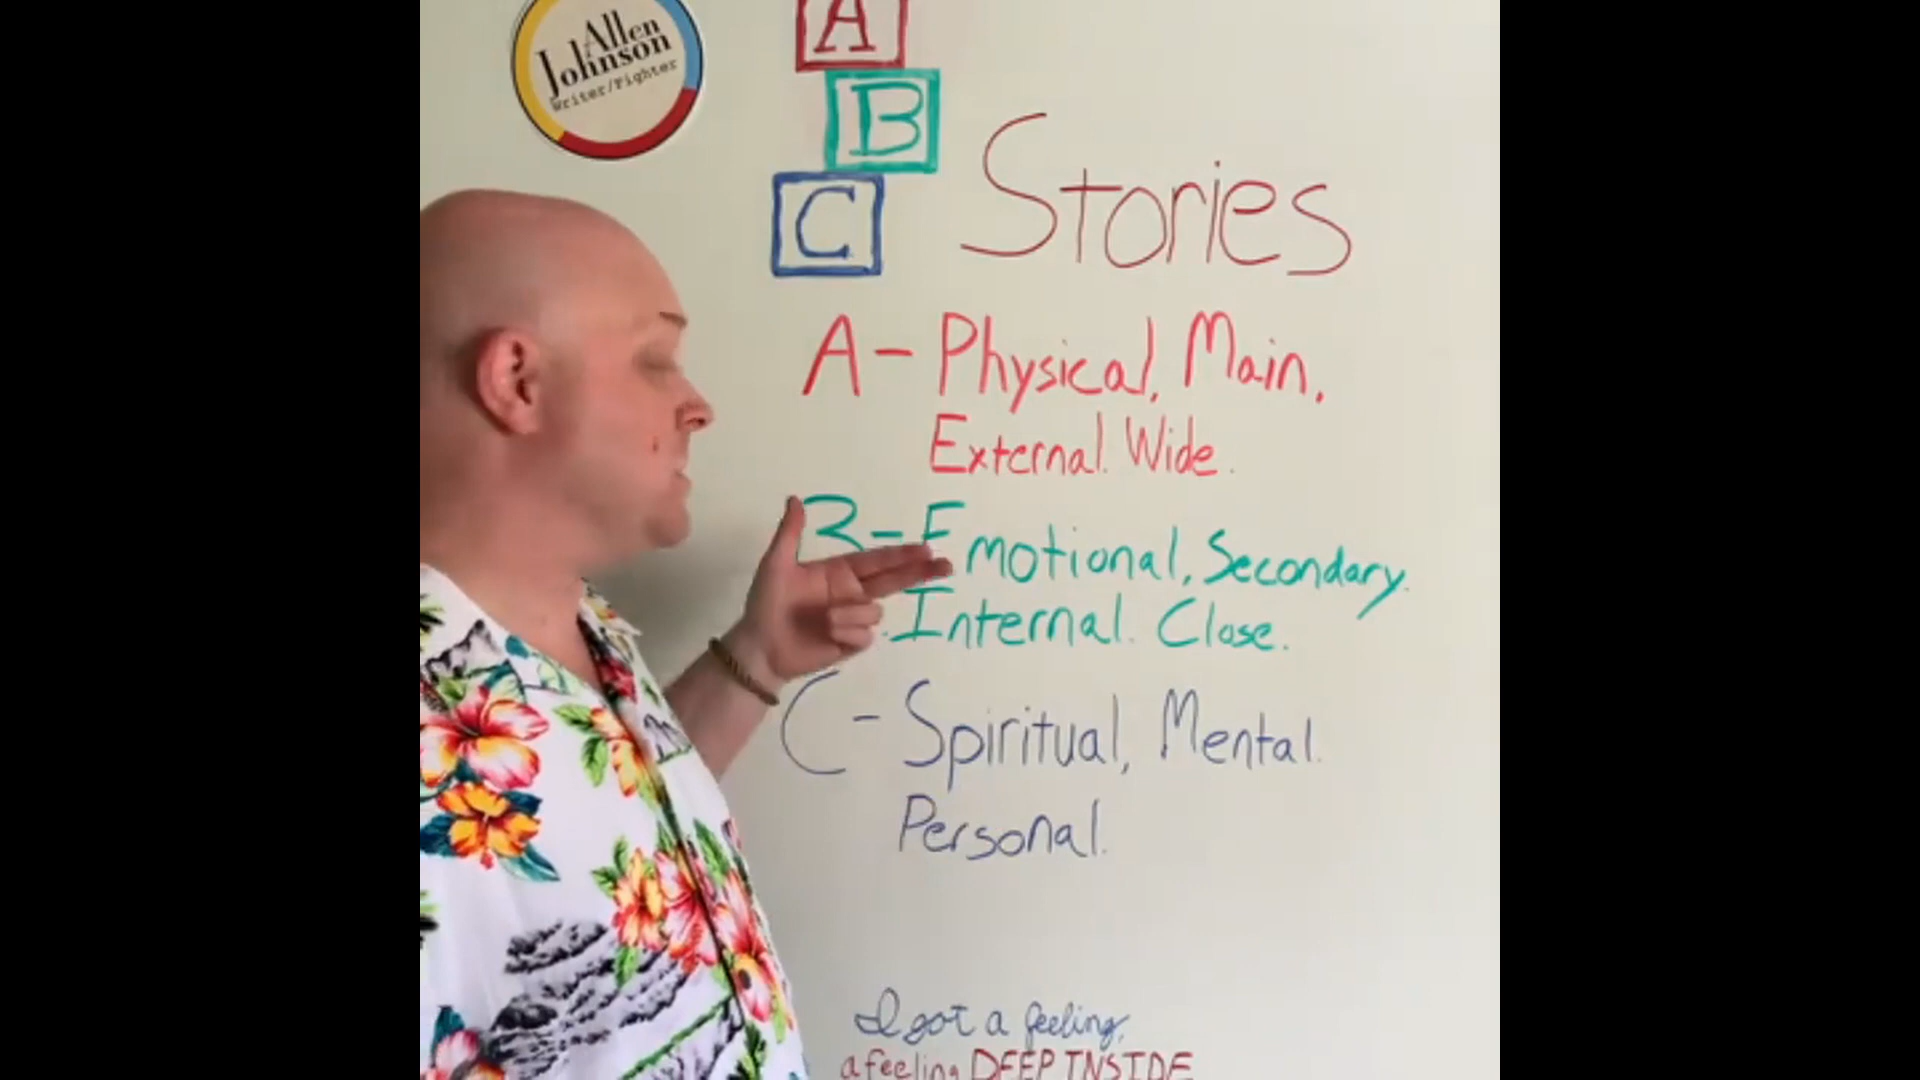 Allen
Johnson
Writer/Fighter
A
B
C
Stories
A- Physical, Main,
External. Wide.
B- Emotional, Secondary.
Internal. Close.
C- Spiritual, Mental.
Personal.
I got a feeling,
a feeling DEEP INSIDE